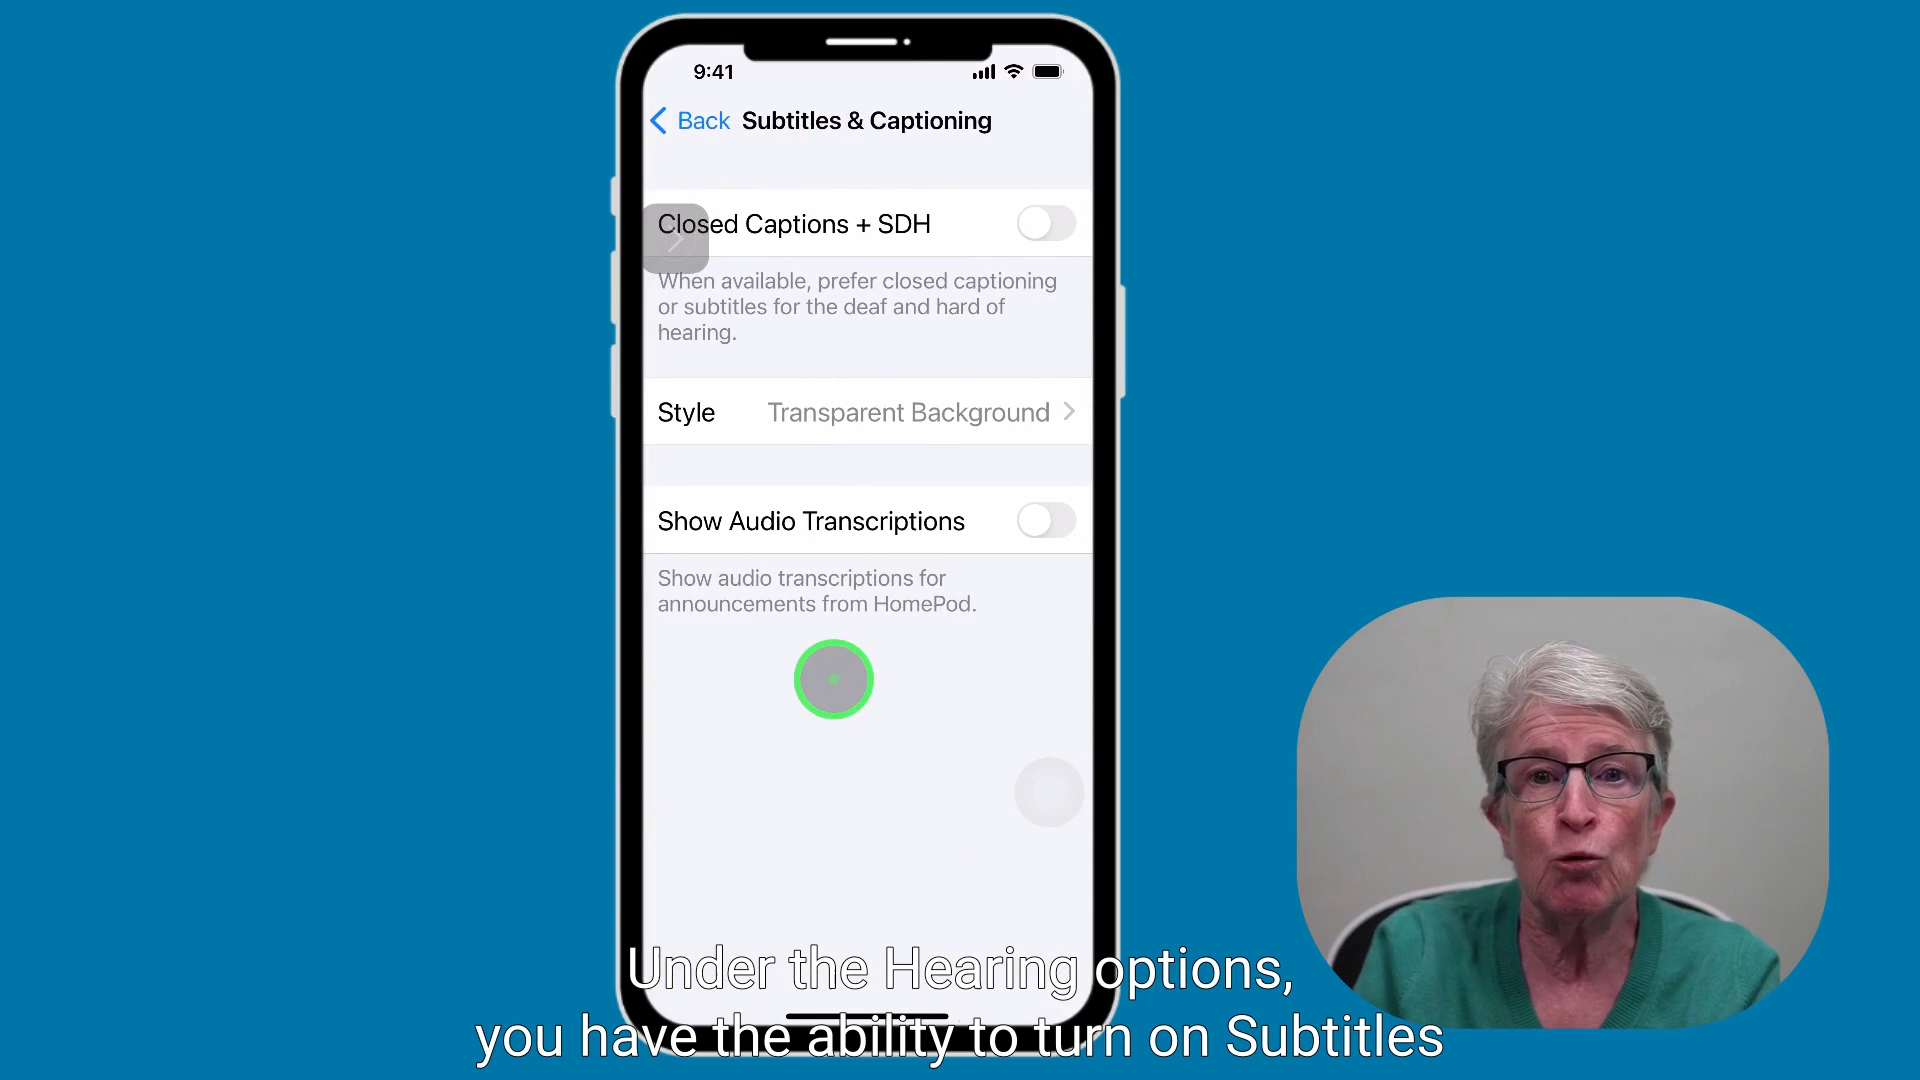 9:41
Back Subtitles & Captioning
Closed Captions + SDH
When available, prefer closed captioning
or subtitles for the deaf and hard of
hearing.
Style Transparent Background
Show Audio Transcriptions
Show audio transcriptions for
announcements from HomePod.
Under the Hearing options,
you have the ability to turn on Subtitles